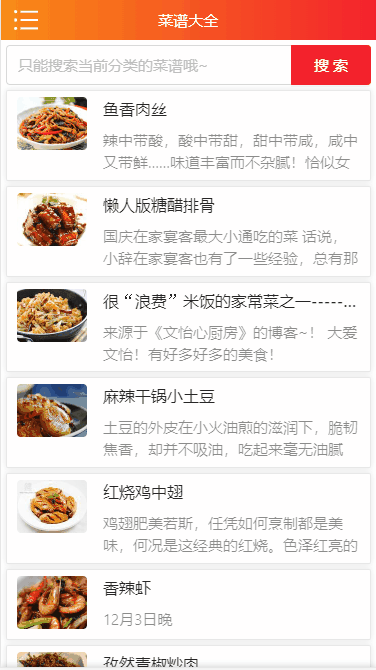 菜谱大全
只能搜索当前分类的菜谱哦~
搜 索
鱼香肉丝
辣中带酸，酸中带甜，甜中带咸，咸中
又带鲜......味道丰富而不杂腻！恰似女
懒人版糖醋排骨
国庆在家宴客最大小通吃的菜 话说，
小辞在家宴客也有了一些经验，总有那
很“浪费”米饭的家常菜之一-----...
来源于《文怡心厨房》的博客~！ 大爱
文怡！有好多好多的美食！
麻辣干锅小土豆
土豆的外皮在小火油煎的滋润下，脆韧
焦香，却并不吸油，吃起来毫无油腻
红烧鸡中翅
鸡翅肥美若斯，任凭如何烹制都是美
味，何况是这经典的红烧。色泽红亮的
香辣虾
12月3日晚
孜然青椒炒肉